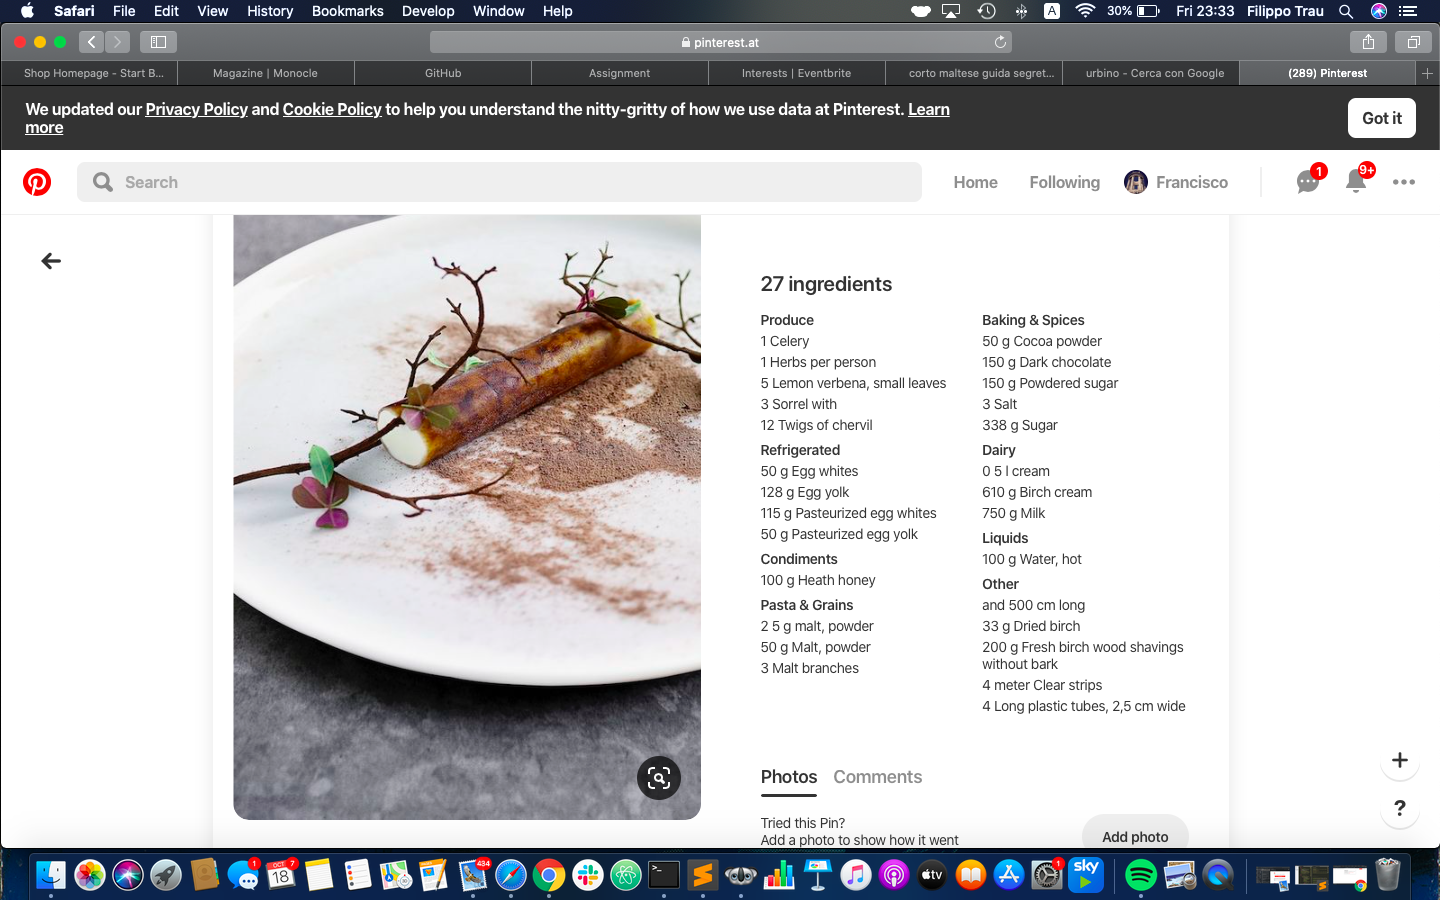 Safari File Edit View History Bookmarks Develop Window Help
A 30% Fri 23:33 Filippo Trau
pinterest.at
Shop Homepage - Start B... Magazine | Monocle GitHub Assignment Interests | Eventbrite corto maltese guida segret... urbino - Cerca con Google (289) Pinterest
We updated our Privacy Policy and Cookie Policy to help you understand the nitty-gritty of how we use data at Pinterest. Learn
more
Got it
Search
Home Following Francisco 1 9+
27 ingredients
Produce
1 Celery
1 Herbs per person
5 Lemon verbena, small leaves
3 Sorrel with
12 Twigs of chervil
Refrigerated
50 g Egg whites
128 g Egg yolk
115 g Pasteurized egg whites
50 g Pasteurized egg yolk
Condiments
100 g Heath honey
Pasta & Grains
2 5 g malt, powder
50 g Malt, powder
3 Malt branches
Baking & Spices
50 g Cocoa powder
150 g Dark chocolate
150 g Powdered sugar
3 Salt
338 g Sugar
Dairy
0 5 l cream
610 g Birch cream
750 g Milk
Liquids
100 g Water, hot
Other
and 500 cm long
33 g Dried birch
200 g Fresh birch wood shavings
without bark
4 meter Clear strips
4 Long plastic tubes, 2,5 cm wide
Photos Comments
Tried this Pin?
Add a photo to show how it went
Add photo
+
?
1 OCT 7 434 1 sky
18 tv